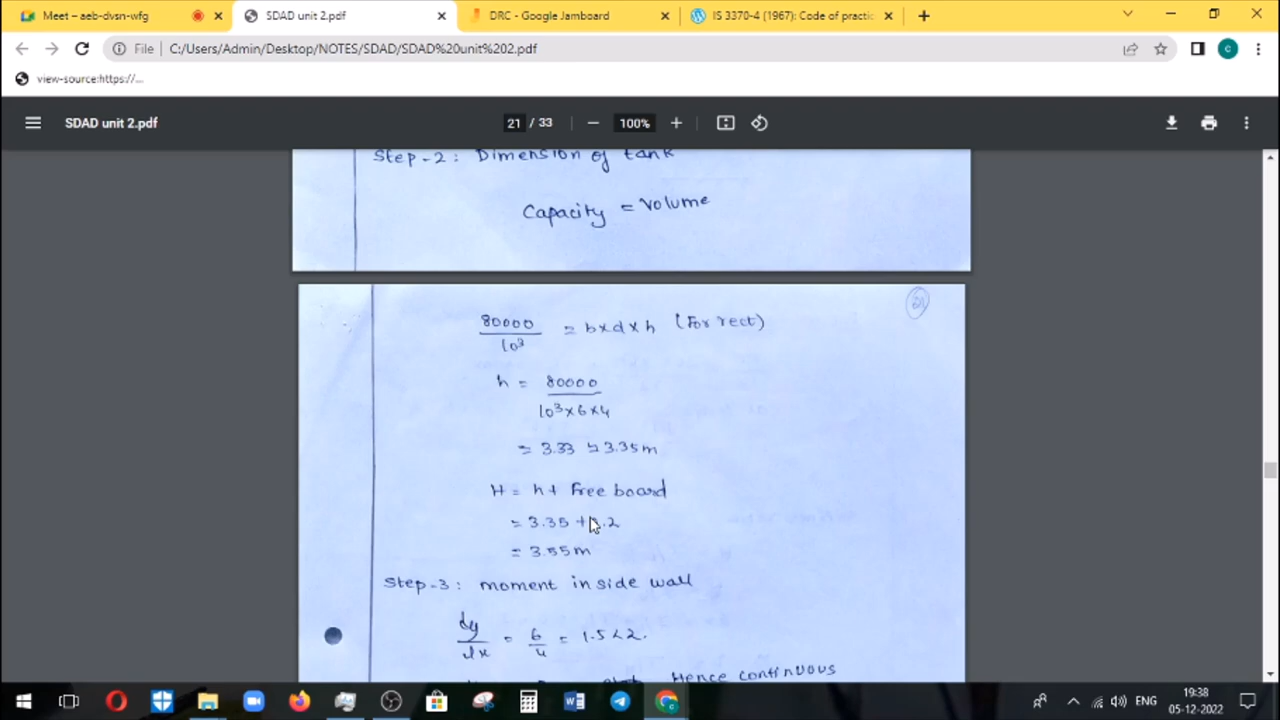 Meet – aeb-dvsn-wfg
SDAD unit 2.pdf
DRC - Google Jamboard
IS 3370-4 (1967): Code of practic
File | C:/Users/Admin/Desktop/NOTES/SDAD/SDAD%20unit%202.pdf
c
view-source:https://...
SDAD unit 2.pdf
21 / 33
100%
Step-2: Dimension of tank
Capacity = Volume
80000/10³ = b×d×h (For rect)
h = 80000/10³×6×4
= 3.33 ≈ 3.35m
H = h + Free board
= 3.35 + .2
= 3.55m
Step-3: moment in side wall
ly/lx = 6/4 = 1.5 < 2.
Hence continuous
ENG
19:38
05-12-2022